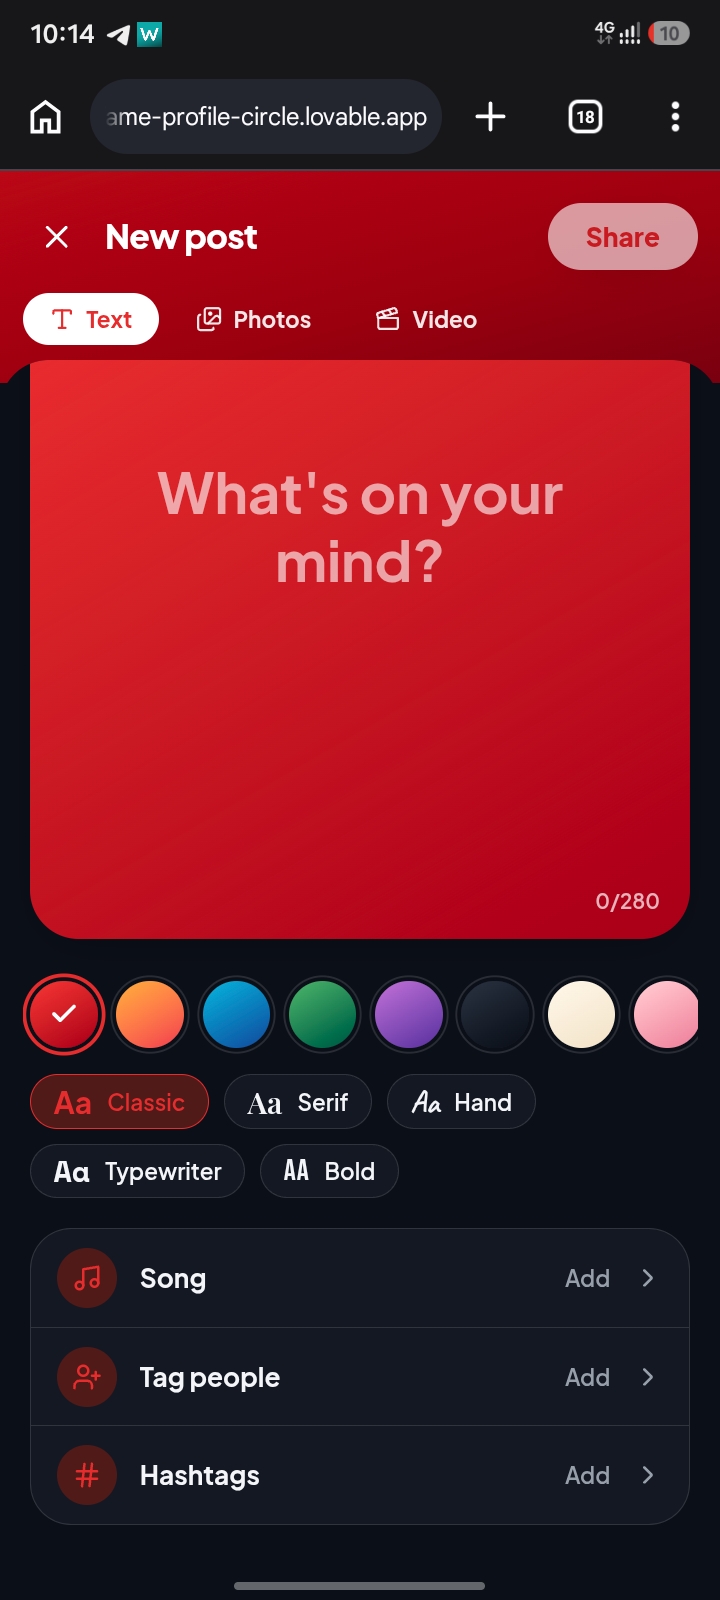 10:14 W 4G 10
ame-profile-circle.lovable.app 18
New post Share
Text Photos Video
What's on your
mind?
0/280
Aa Classic Aa Serif Aa Hand
Aa Typewriter AA Bold
Song Add
Tag people Add
Hashtags Add